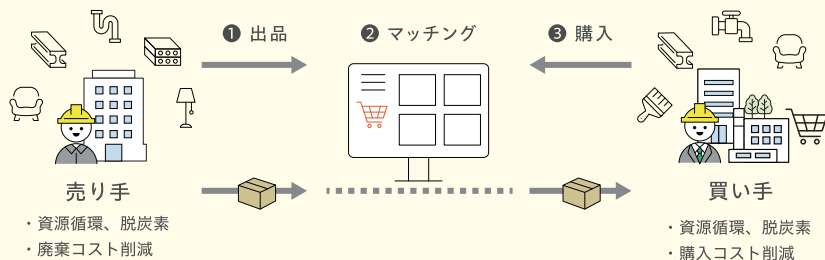 ❶ 出品
❷ マッチング
❸ 購入
売り手
・資源循環、脱炭素
・廃棄コスト削減
買い手
・資源循環、脱炭素
・購入コスト削減